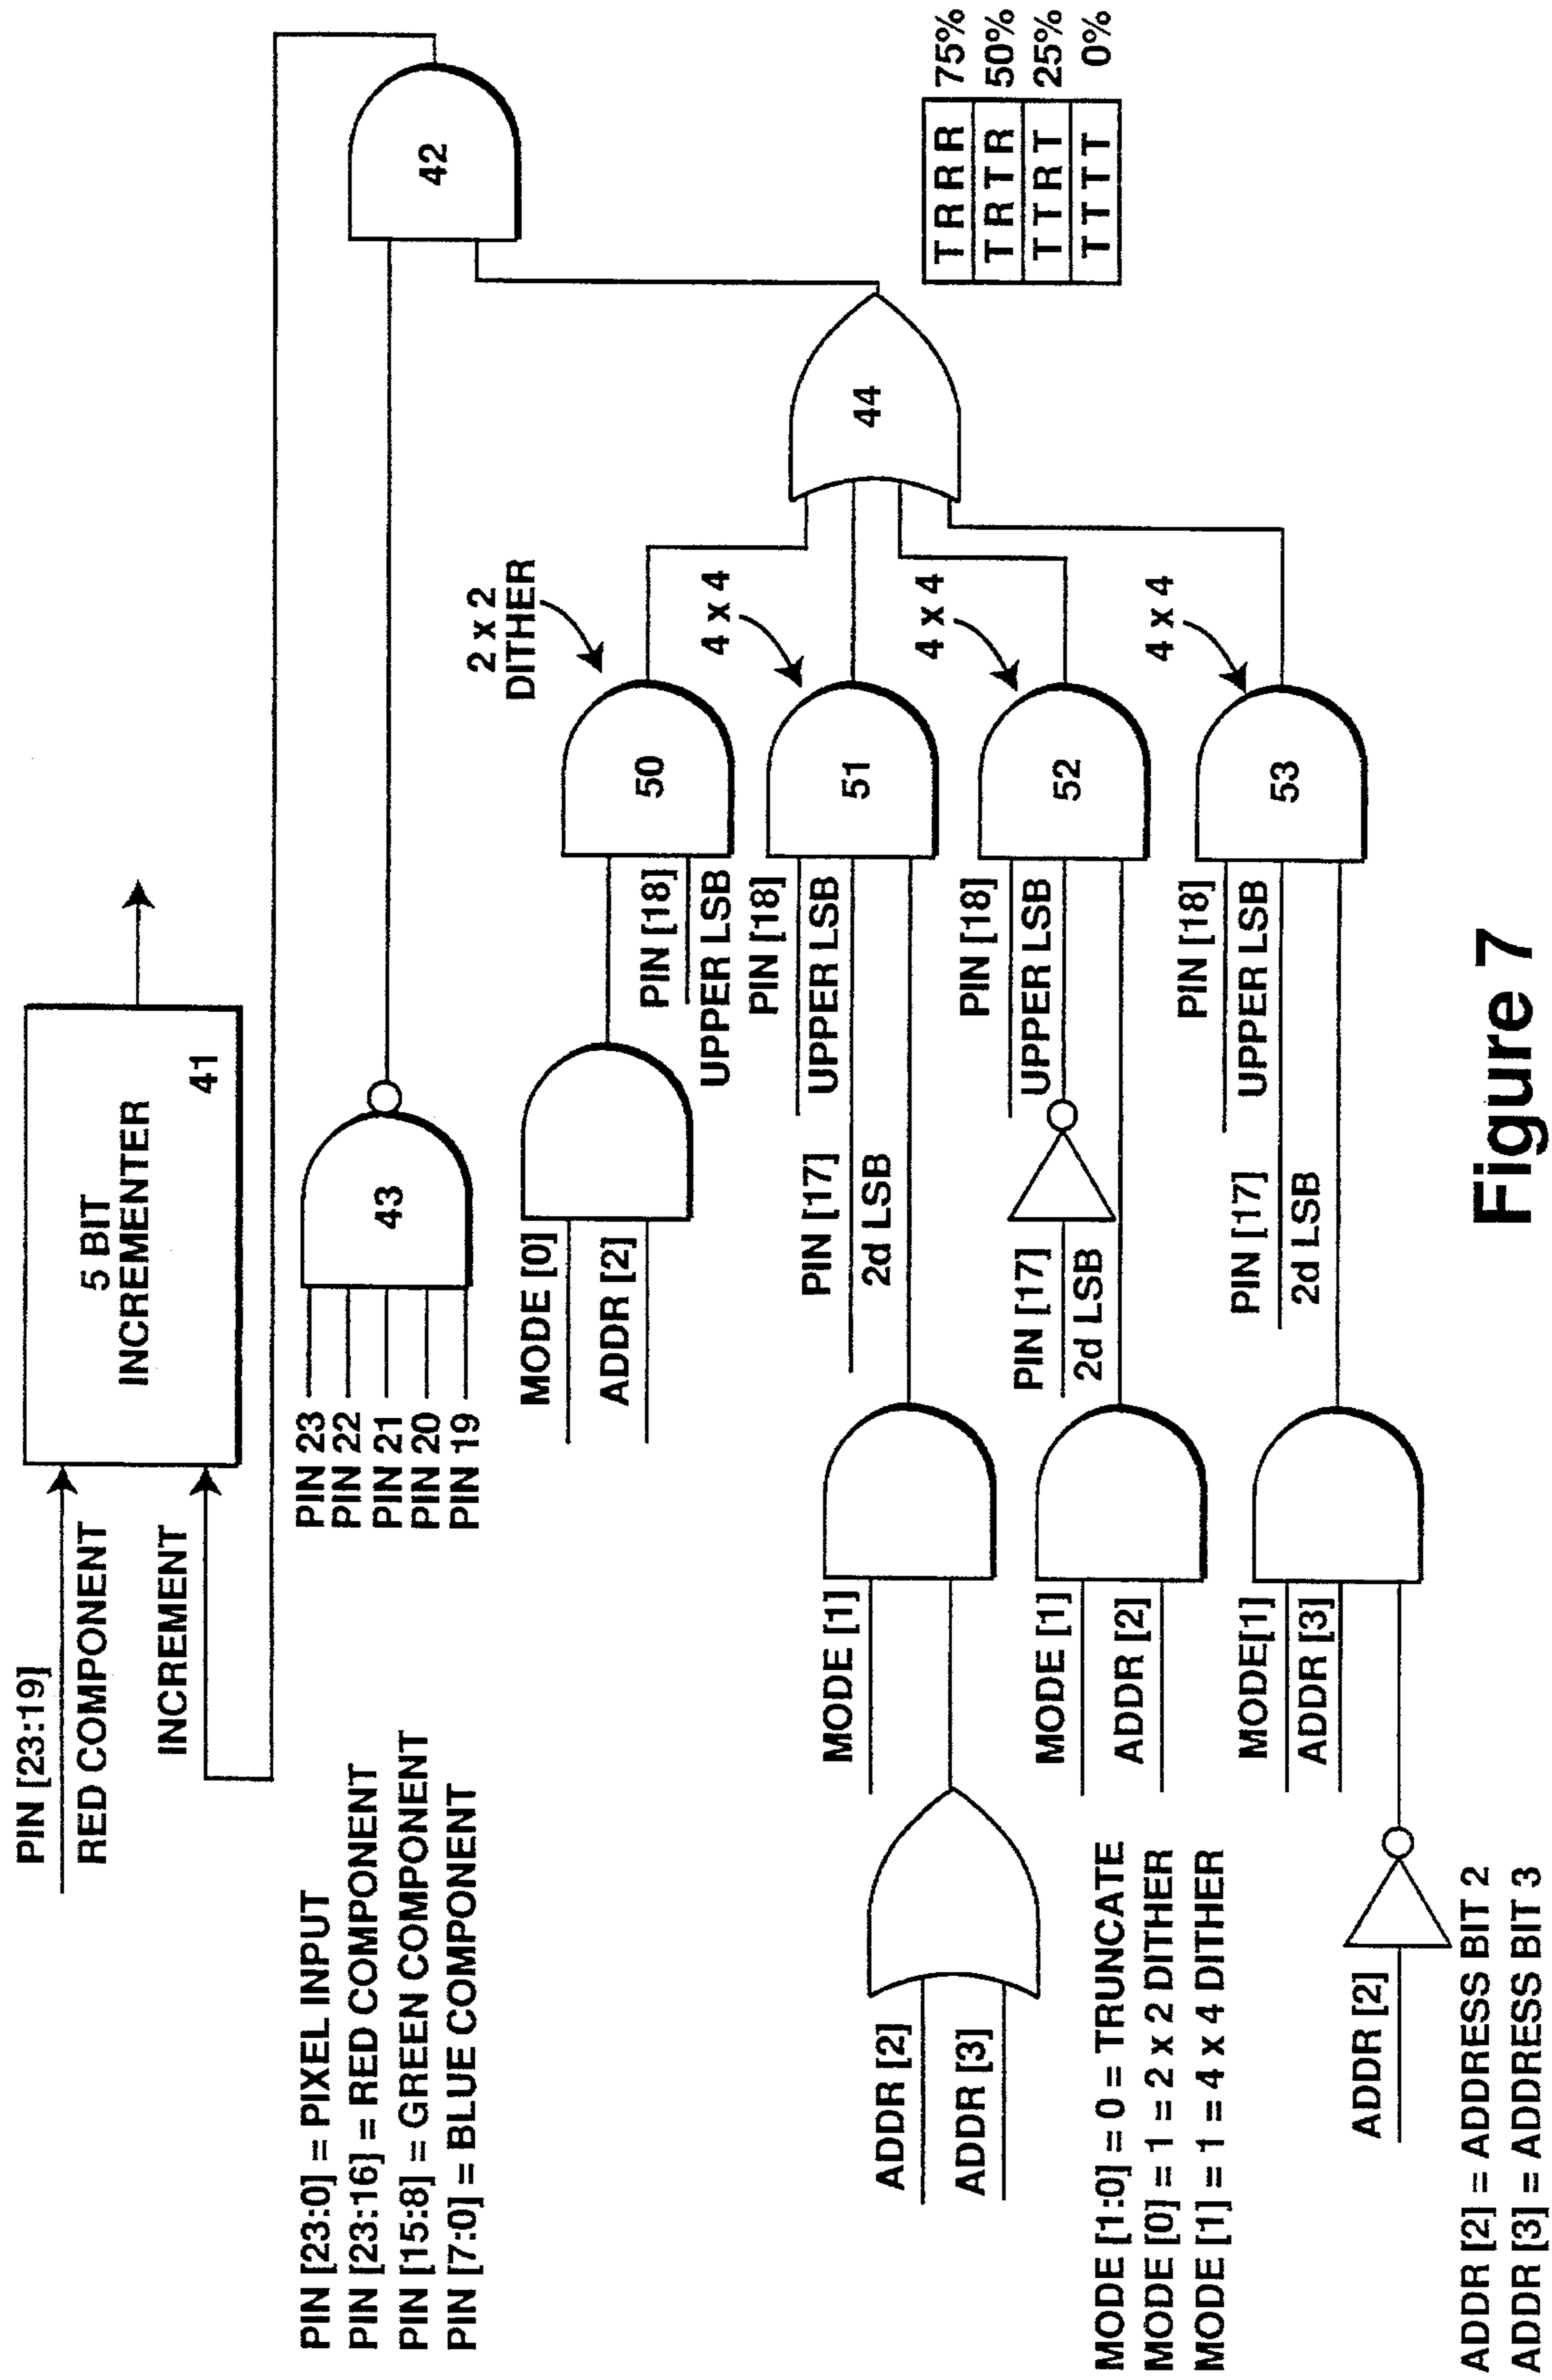 PIN [23:19]
RED COMPONENT
INCREMENT
5 BIT
INCREMENTER
41
PIN [23:0] = PIXEL INPUT
PIN [23:16] = RED COMPONENT
PIN [15:8] = GREEN COMPONENT
PIN [7:0] = BLUE COMPONENT
PIN 23
PIN 22
PIN 21
PIN 20
PIN 19
43
42
MODE [0]
ADDR [2]
PIN [18]
UPPER LSB
50
2 x 2
DITHER
ADDR [2]
ADDR [3]
MODE [1]
PIN [17]
2d LSB
PIN [18]
UPPER LSB
51
4 x 4
44
MODE [1]
ADDR [2]
PIN [17]
2d LSB
PIN [18]
UPPER LSB
52
4 x 4
T R R R 75%
T R T R 50%
T T R T 25%
T T T T 0%
MODE [1:0] = 0 = TRUNCATE
MODE [0] = 1 = 2 x 2 DITHER
MODE [1] = 1 = 4 x 4 DITHER
MODE[1]
ADDR [3]
ADDR [2]
PIN [17]
2d LSB
PIN [18]
UPPER LSB
53
4 x 4
ADDR [2] = ADDRESS BIT 2
ADDR [3] = ADDRESS BIT 3
Figure 7